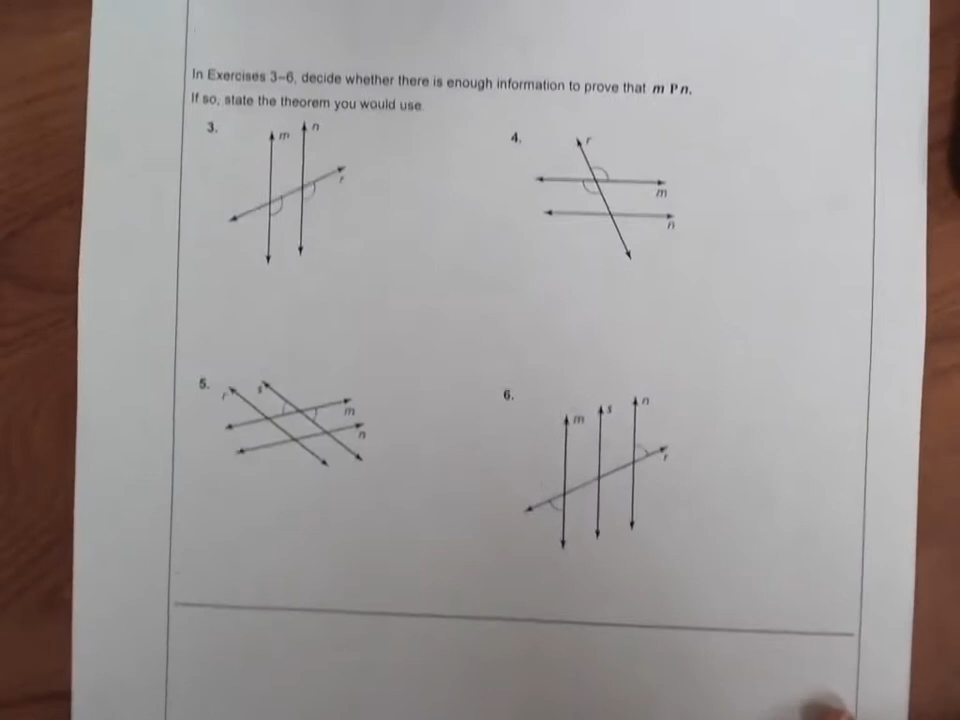 In Exercises 3–6, decide whether there is enough information to prove that m P n.
If so, state the theorem you would use.
3.
m
n
r
4.
r
m
n
5.
r
s
m
n
6.
m
s
n
r